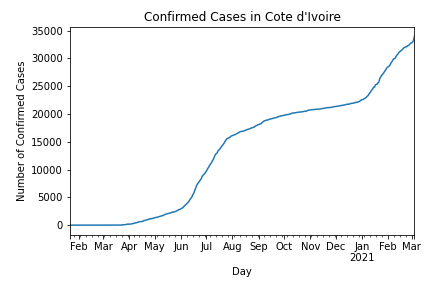 Confirmed Cases in Cote d'Ivoire
Number of Confirmed Cases
35000
30000
25000
20000
15000
10000
5000
0
Feb Mar Apr May Jun Jul Aug Sep Oct Nov Dec Jan Feb Mar
2021
Day